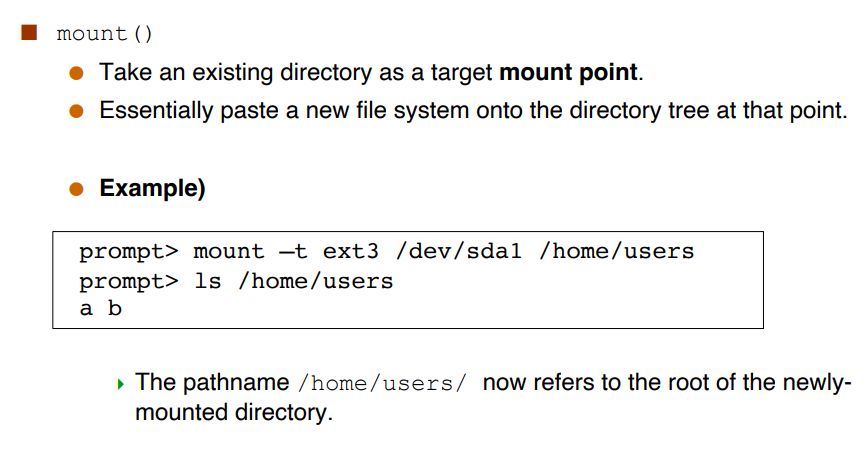 mount()
Take an existing directory as a target mount point.
Essentially paste a new file system onto the directory tree at that point.
Example)
prompt> mount –t ext3 /dev/sda1 /home/users
prompt> ls /home/users
a b
The pathname /home/users/ now refers to the root of the newly-
mounted directory.